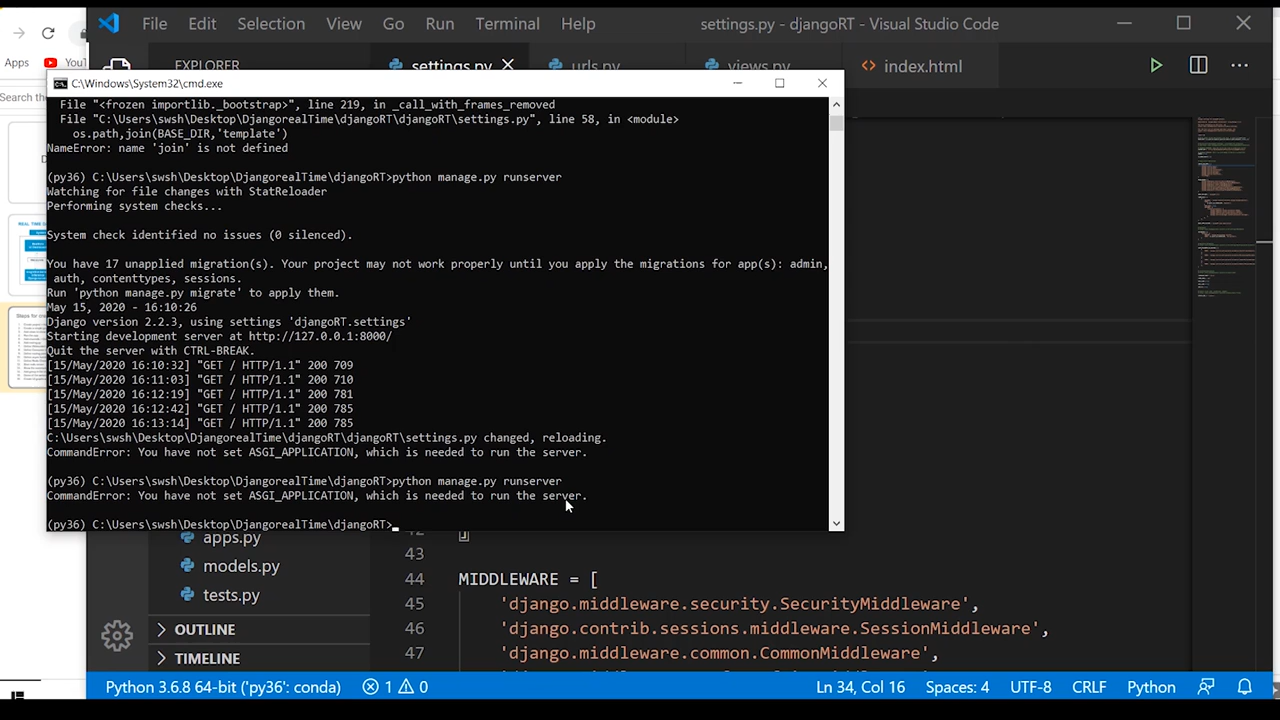 File Edit Selection View Go Run Terminal Help settings.py - djangoRT - Visual Studio Code
Apps
EXPLORER
settings.py
urls.py
views.py
index.html
Search the
C:\Windows\System32\cmd.exe
File "<frozen importlib._bootstrap>", line 219, in _call_with_frames_removed
File "C:\Users\swsh\Desktop\DjangorealTime\djangoRT\djangoRT\settings.py", line 58, in <module>
os.path,join(BASE_DIR,'template')
NameError: name 'join' is not defined
(py36) C:\Users\swsh\Desktop\DjangorealTime\djangoRT>python manage.py runserver
Watching for file changes with StatReloader
Performing system checks...
System check identified no issues (0 silenced).
You have 17 unapplied migration(s). Your project may not work properly until you apply the migrations for app(s): admin,
auth, contenttypes, sessions.
Run 'python manage.py migrate' to apply them.
May 15, 2020 - 16:10:26
Django version 2.2.3, using settings 'djangoRT.settings'
Starting development server at http://127.0.0.1:8000/
Quit the server with CTRL-BREAK.
[15/May/2020 16:10:32] "GET / HTTP/1.1" 200 709
[15/May/2020 16:11:03] "GET / HTTP/1.1" 200 710
[15/May/2020 16:12:19] "GET / HTTP/1.1" 200 781
[15/May/2020 16:12:42] "GET / HTTP/1.1" 200 785
[15/May/2020 16:13:14] "GET / HTTP/1.1" 200 785
C:\Users\swsh\Desktop\DjangorealTime\djangoRT\djangoRT\settings.py changed, reloading.
CommandError: You have not set ASGI_APPLICATION, which is needed to run the server.
(py36) C:\Users\swsh\Desktop\DjangorealTime\djangoRT>python manage.py runserver
CommandError: You have not set ASGI_APPLICATION, which is needed to run the server.
(py36) C:\Users\swsh\Desktop\DjangorealTime\djangoRT>
apps.py
models.py
tests.py
OUTLINE
TIMELINE
42 ]
43
44 MIDDLEWARE = [
45 'django.middleware.security.SecurityMiddleware',
46 'django.contrib.sessions.middleware.SessionMiddleware',
47 'django.middleware.common.CommonMiddleware',
Python 3.6.8 64-bit ('py36': conda) 1 0 Ln 34, Col 16 Spaces: 4 UTF-8 CRLF Python